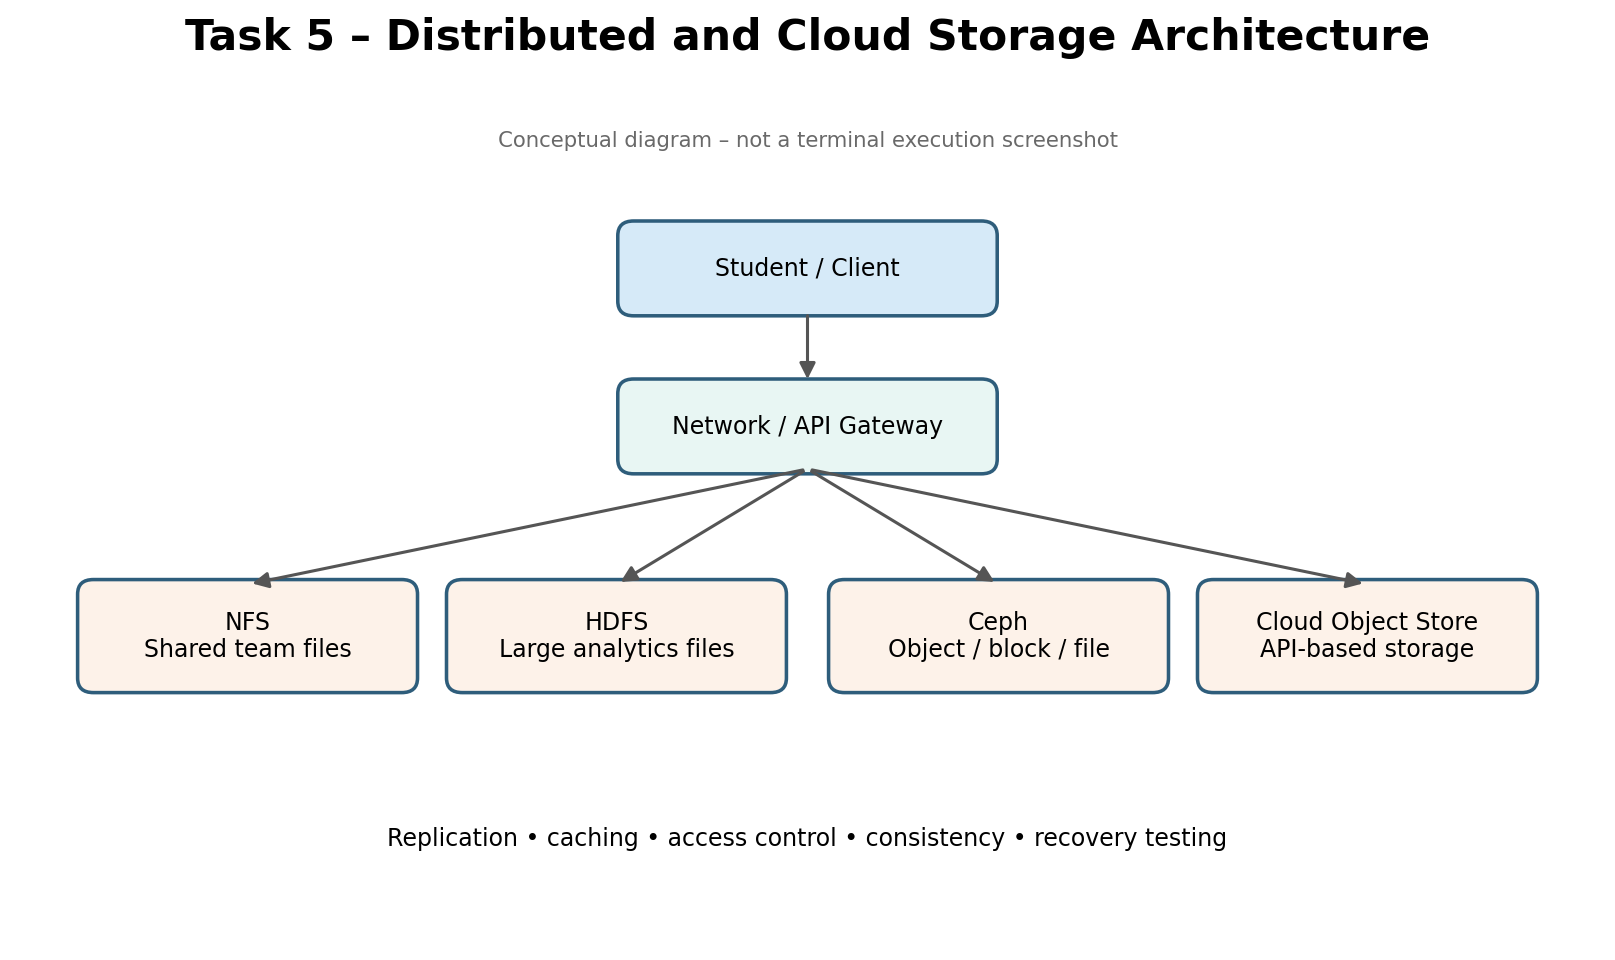 Task 5 – Distributed and Cloud Storage Architecture
Conceptual diagram – not a terminal execution screenshot
Student / Client
Network / API Gateway
NFS
Shared team files
HDFS
Large analytics files
Ceph
Object / block / file
Cloud Object Store
API-based storage
Replication • caching • access control • consistency • recovery testing